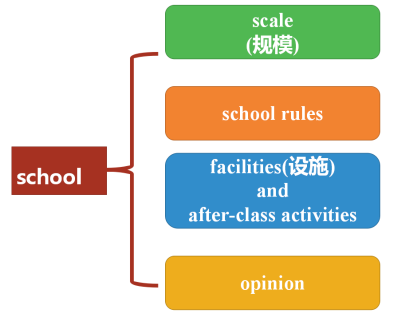 scale
(规模)
school rules
school
facilities(设施)
and
after-class activities
opinion